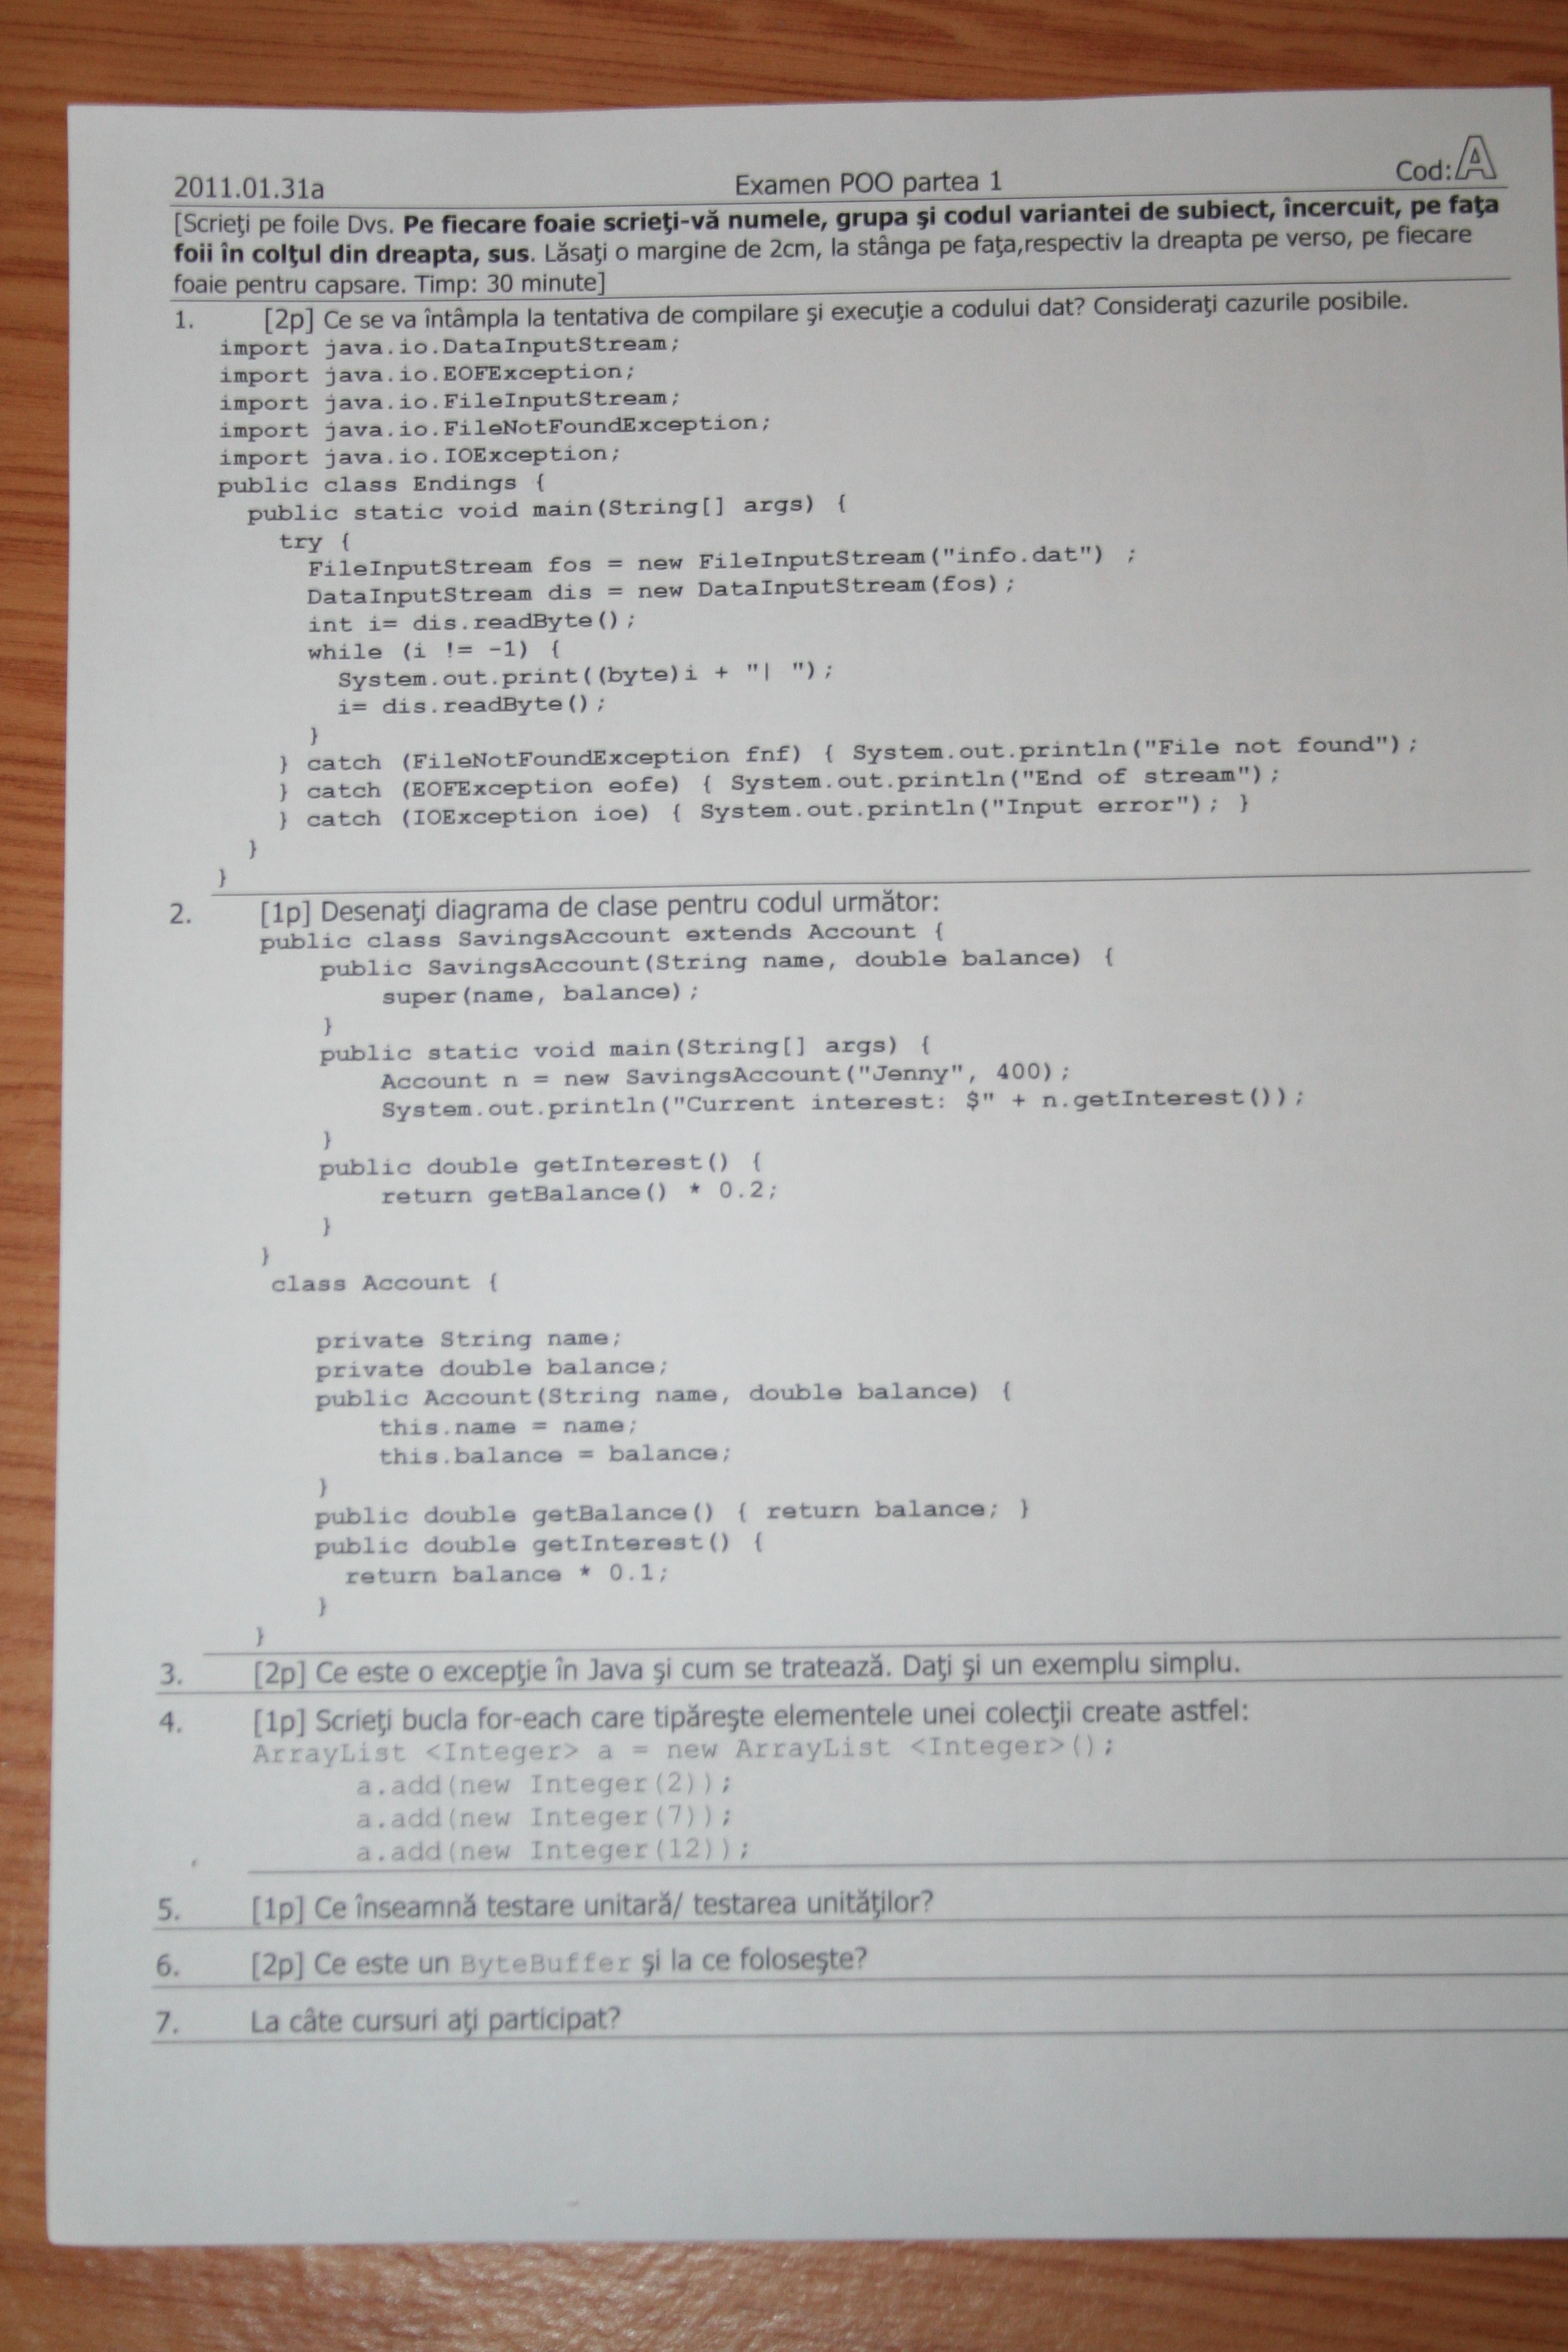 2011.01.31a Examen POO partea 1 Cod: A
[Scrieţi pe foile Dvs. Pe fiecare foaie scrieţi-vă numele, grupa şi codul variantei de subiect, încercuit, pe faţa
foii în colţul din dreapta, sus. Lăsaţi o margine de 2cm, la stânga pe faţa,respectiv la dreapta pe verso, pe fiecare
foaie pentru capsare. Timp: 30 minute]
1. [2p] Ce se va întâmpla la tentativa de compilare şi execuţie a codului dat? Consideraţi cazurile posibile.
import java.io.DataInputStream;
import java.io.EOFException;
import java.io.FileInputStream;
import java.io.FileNotFoundException;
import java.io.IOException;
public class Endings {
public static void main(String[] args) {
try {
FileInputStream fos = new FileInputStream("info.dat") ;
DataInputStream dis = new DataInputStream(fos);
int i= dis.readByte();
while (i != -1) {
System.out.print((byte)i + "| ");
i= dis.readByte();
}
} catch (FileNotFoundException fnf) { System.out.println("File not found");
} catch (EOFException eofe) { System.out.println("End of stream");
} catch (IOException ioe) { System.out.println("Input error"); }
}
}
2. [1p] Desenaţi diagrama de clase pentru codul următor:
public class SavingsAccount extends Account {
public SavingsAccount(String name, double balance) {
super(name, balance);
}
public static void main(String[] args) {
Account n = new SavingsAccount("Jenny", 400);
System.out.println("Current interest: $" + n.getInterest());
}
public double getInterest() {
return getBalance() * 0.2;
}
}
class Account {
private String name;
private double balance;
public Account(String name, double balance) {
this.name = name;
this.balance = balance;
}
public double getBalance() { return balance; }
public double getInterest() {
return balance * 0.1;
}
}
3. [2p] Ce este o excepţie în Java şi cum se tratează. Daţi şi un exemplu simplu.
4. [1p] Scrieţi bucla for-each care tipăreşte elementele unei colecţii create astfel:
ArrayList <Integer> a = new ArrayList <Integer>();
a.add(new Integer(2));
a.add(new Integer(7));
a.add(new Integer(12));
5. [1p] Ce înseamnă testare unitară/ testarea unităţilor?
6. [2p] Ce este un ByteBuffer şi la ce foloseşte?
7. La câte cursuri aţi participat?